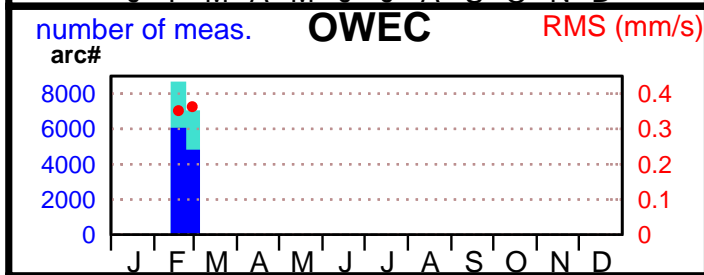 number of meas. OWEC RMS (mm/s)
arc#
8000 0.4
6000 0.3
4000 0.2
2000 0.1
0 0
J F M A M J J A S O N D